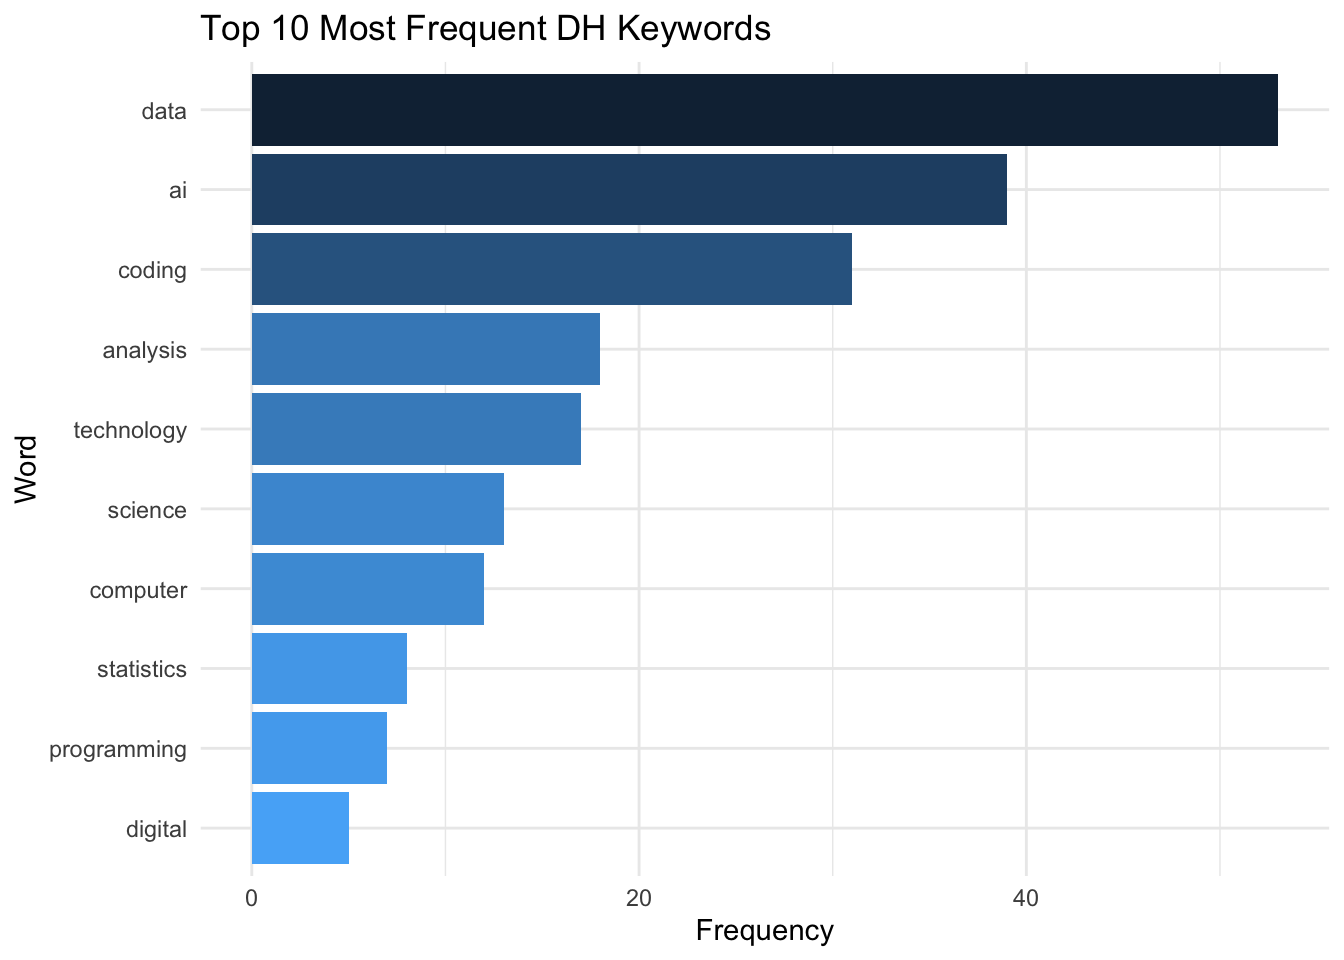 Top 10 Most Frequent DH Keywords
Word
data
ai
coding
analysis
technology
science
computer
statistics
programming
digital
0 20 40
Frequency